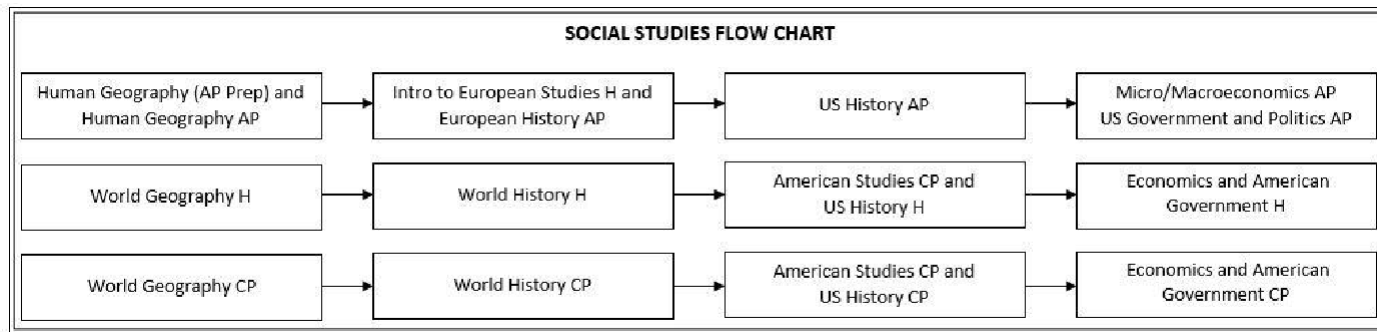 SOCIAL STUDIES FLOW CHART
Human Geography (AP Prep) and
Human Geography AP
Intro to European Studies H and
European History AP
US History AP
Micro/Macroeconomics AP
US Government and Politics AP
World Geography H
World History H
American Studies CP and
US History H
Economics and American
Government H
World Geography CP
World History CP
American Studies CP and
US History CP
Economics and American
Government CP